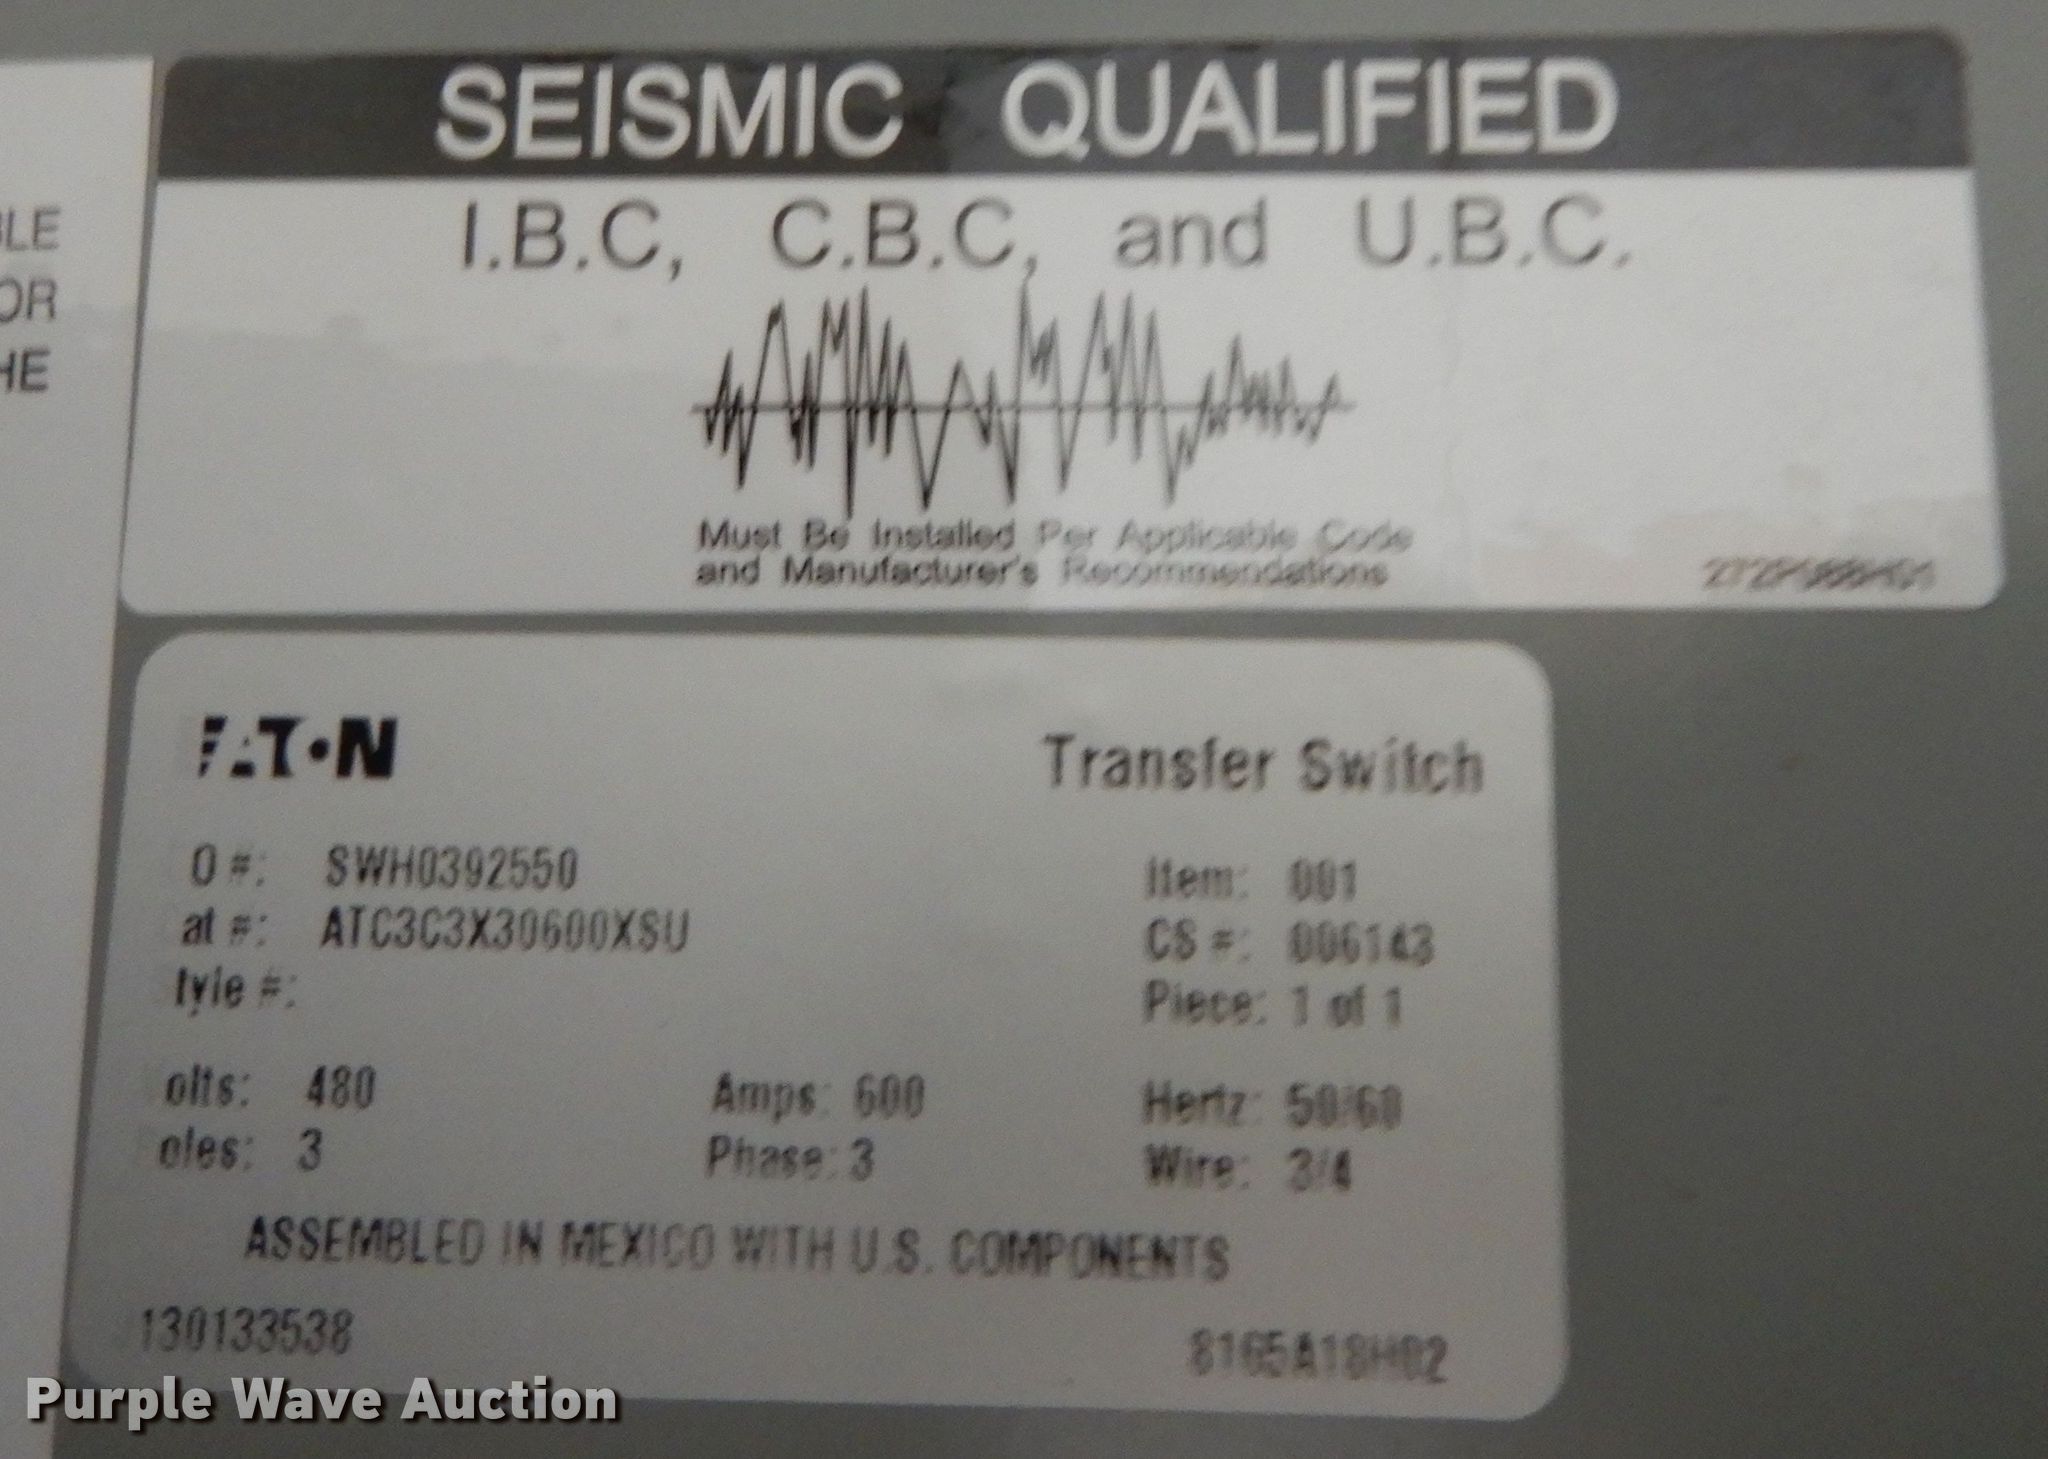 BLE
OR
HE
SEISMIC QUALIFIED
I.B.C, C.B.C, and U.B.C.
Must Be Installed Per Applicable Code
and Manufacturer's Recommendations
EATON
Transfer Switch
O #: SWH0392550
Item: 001
at #: ATC3C3X30600XSU
CS #: 006143
tyle #:
Piece: 1 of 1
olts: 480 Amps: 600 Hertz: 50/60
oles: 3 Phase: 3 Wire: 3/4
ASSEMBLED IN MEXICO WITH U.S. COMPONENTS
130133538
8165A18H02
Purple Wave Auction